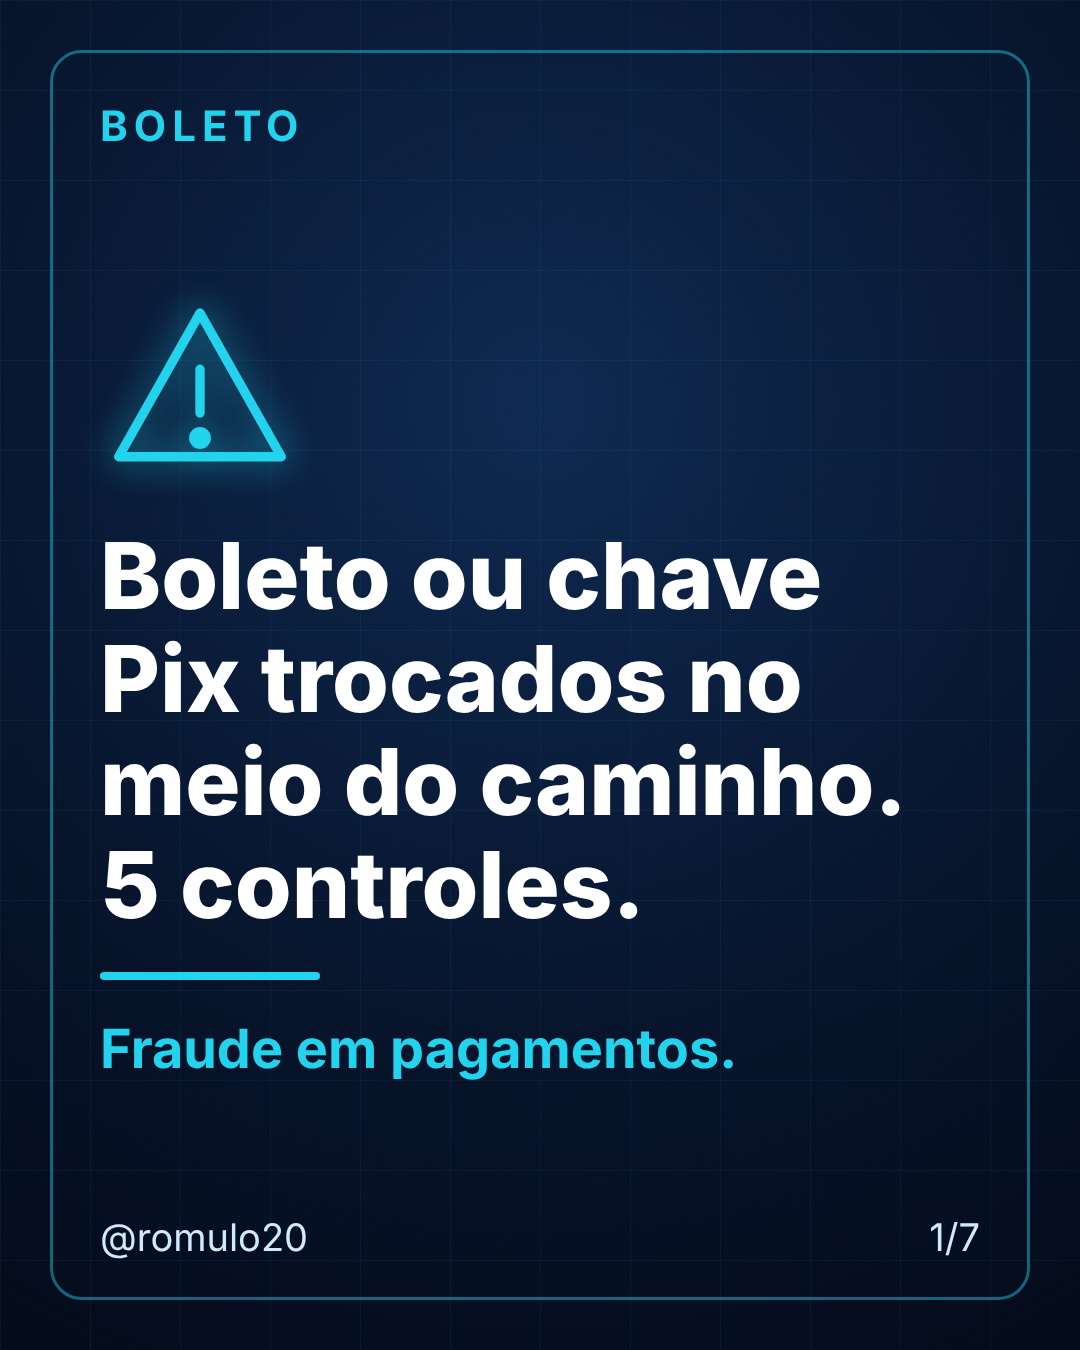 BOLETO
Boleto ou chave
Pix trocados no
meio do caminho.
5 controles.
Fraude em pagamentos.
@romulo20
1/7